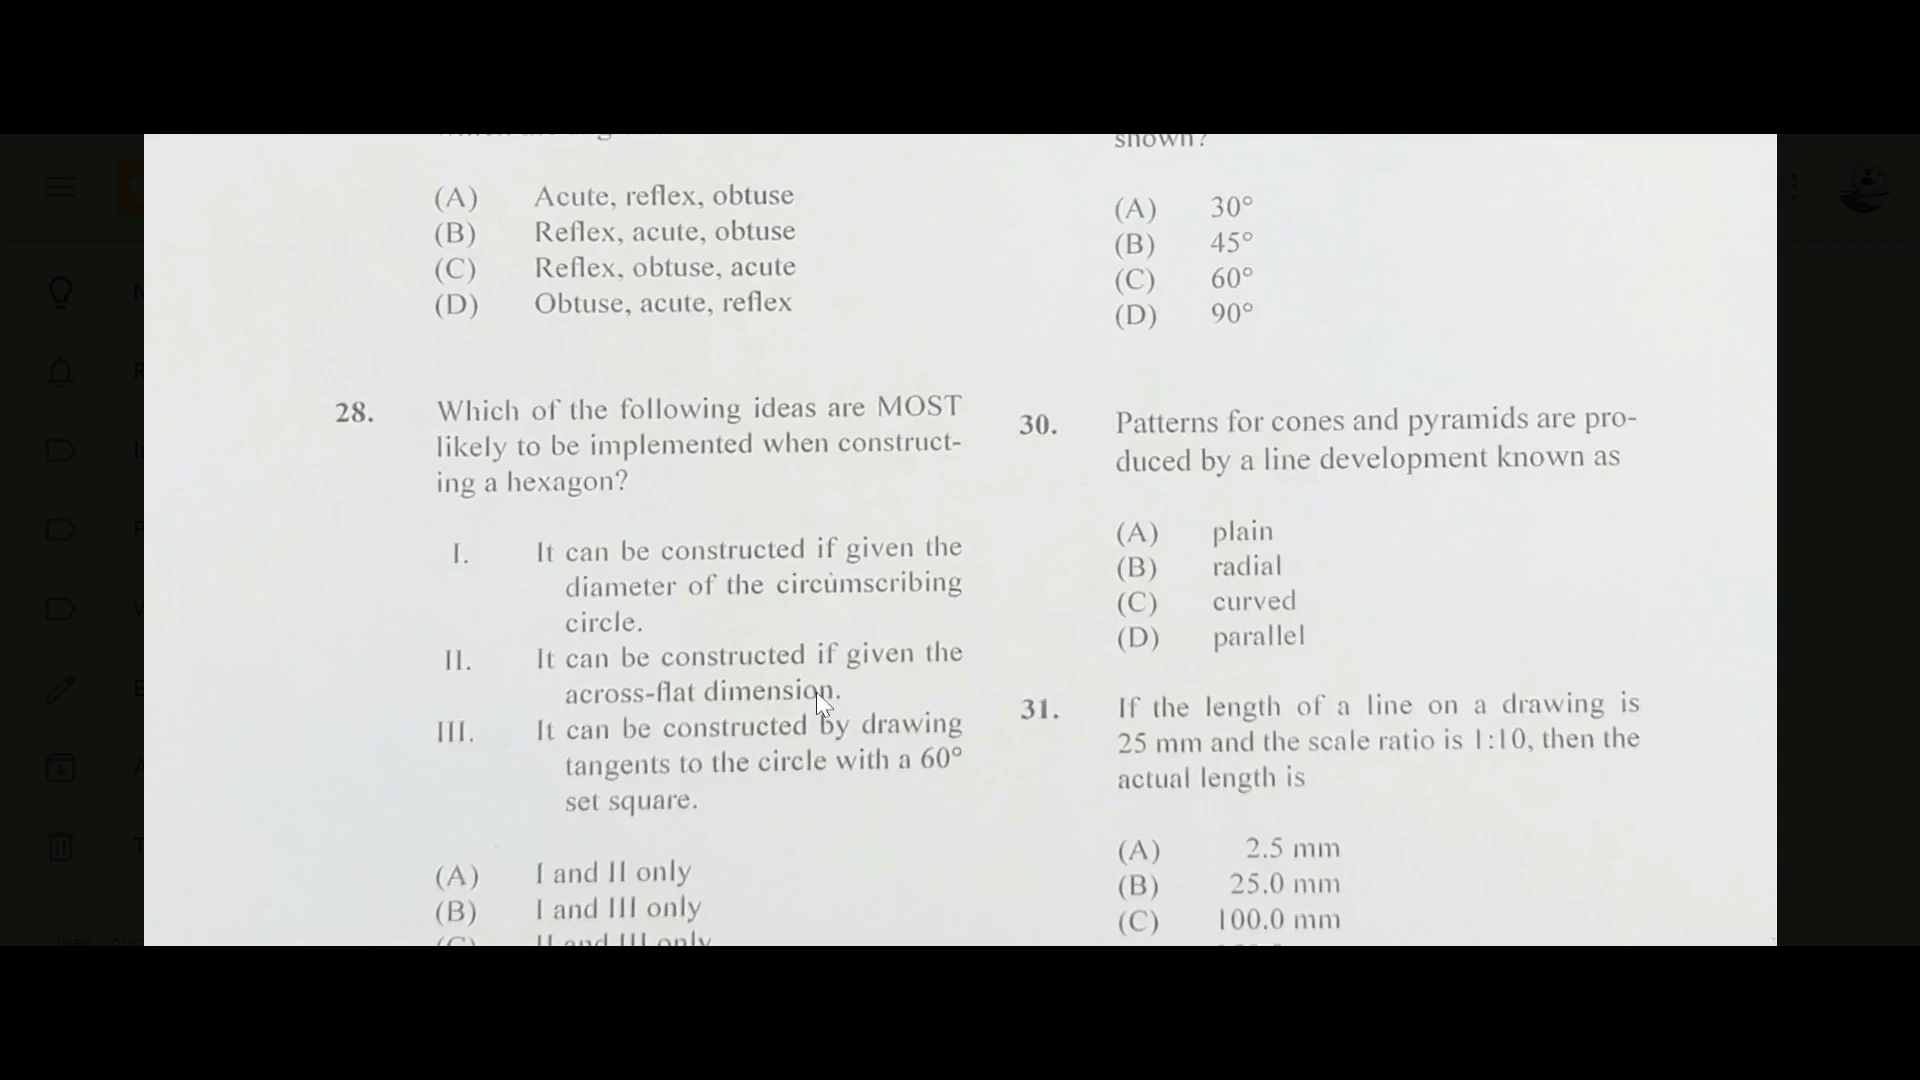 (A) Acute, reflex, obtuse
(B) Reflex, acute, obtuse
(C) Reflex, obtuse, acute
(D) Obtuse, acute, reflex
28. Which of the following ideas are MOST
likely to be implemented when construct-
ing a hexagon?
I. It can be constructed if given the
diameter of the circumscribing
circle.
II. It can be constructed if given the
across-flat dimension.
III. It can be constructed by drawing
tangents to the circle with a 60°
set square.
(A) I and II only
(B) I and III only
(C) II and III only
shown?
(A) 30°
(B) 45°
(C) 60°
(D) 90°
30. Patterns for cones and pyramids are pro-
duced by a line development known as
(A) plain
(B) radial
(C) curved
(D) parallel
31. If the length of a line on a drawing is
25 mm and the scale ratio is 1:10, then the
actual length is
(A) 2.5 mm
(B) 25.0 mm
(C) 100.0 mm